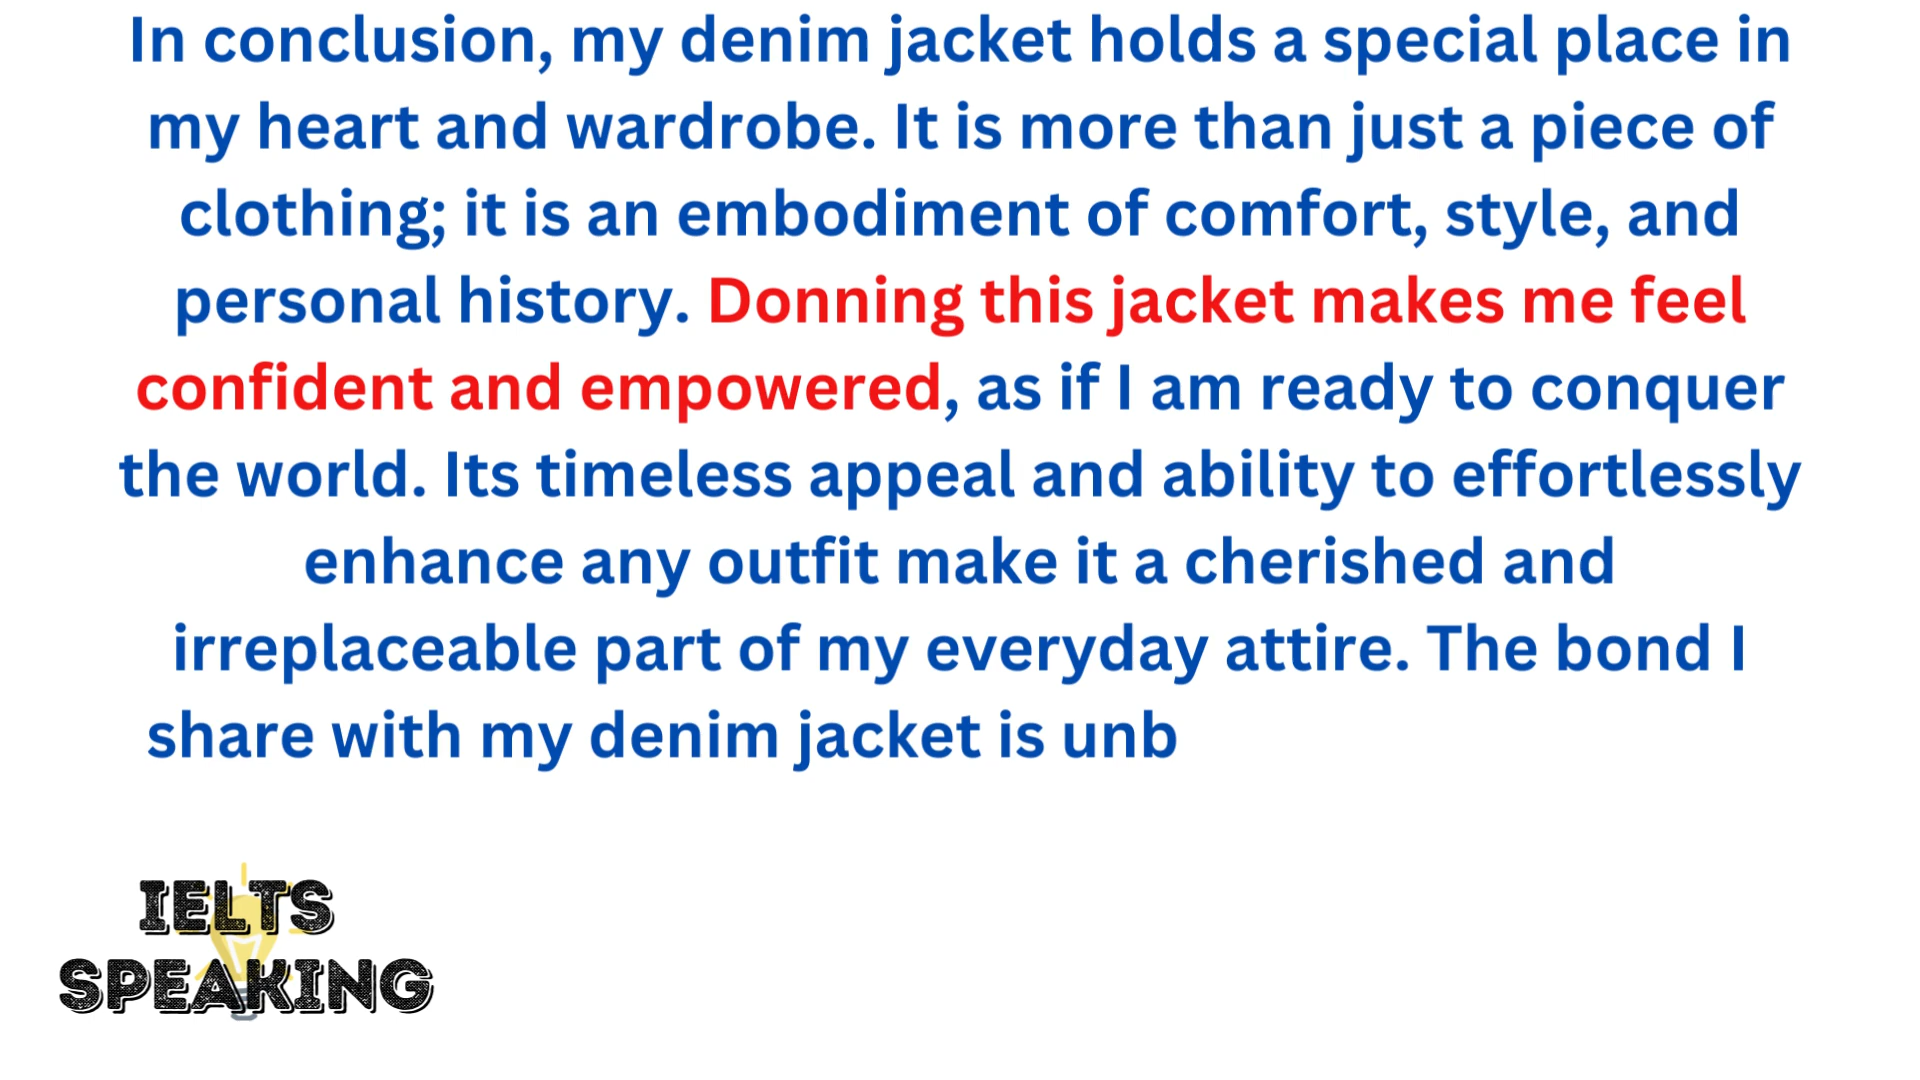 In conclusion, my denim jacket holds a special place in
my heart and wardrobe. It is more than just a piece of
clothing; it is an embodiment of comfort, style, and
personal history. Donning this jacket makes me feel
confident and empowered, as if I am ready to conquer
the world. Its timeless appeal and ability to effortlessly
enhance any outfit make it a cherished and
irreplaceable part of my everyday attire. The bond I
share with my denim jacket is unb
IELTS
SPEAKING